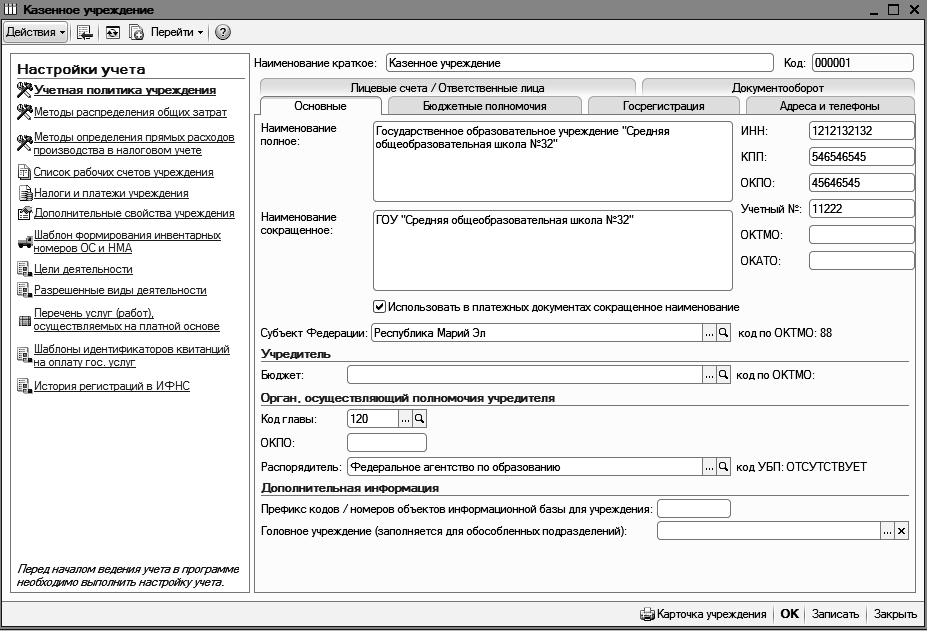 Казенное учреждение
Действия
Перейти
?
Настройки учета
Учетная политика учреждения
Методы распределения общих затрат
Методы определения прямых расходов
производства в налоговом учете
Список рабочих счетов учреждения
Налоги и платежи учреждения
Дополнительные свойства учреждения
Шаблон формирования инвентарных
номеров ОС и НМА
Цели деятельности
Разрешенные виды деятельности
Перечень услуг (работ),
осуществляемых на платной основе
Шаблоны идентификаторов квитанций
на оплату гос. услуг
История регистраций в ИФНС
Перед началом ведения учета в программе
необходимо выполнить настройку учета.
Наименование краткое: Казенное учреждение Код: 000001
Лицевые счета / Ответственные лица Документооборот
Основные Бюджетные полномочия Госрегистрация Адреса и телефоны
Наименование
полное:
Государственное образовательное учреждение "Средняя
общеобразовательная школа №32"
Наименование
сокращенное:
ГОУ "Средняя общеобразовательная школа №32"
ИНН: 1212132132
КПП: 546546545
ОКПО: 45646545
Учетный №: 11222
ОКТМО:
ОКАТО:
Использовать в платежных документах сокращенное наименование
Субъект Федерации: Республика Марий Эл ... код по ОКТМО: 88
Учредитель
Бюджет: ... код по ОКТМО:
Орган, осуществляющий полномочия учредителя
Код главы: 120 ...
ОКПО:
Распорядитель: Федеральное агентство по образованию ... код УБП: ОТСУТСТВУЕТ
Дополнительная информация
Префикс кодов / номеров объектов информационной базы для учреждения:
Головное учреждение (заполняется для обособленных подразделений): ...
Карточка учреждения OK Записать Закрыть